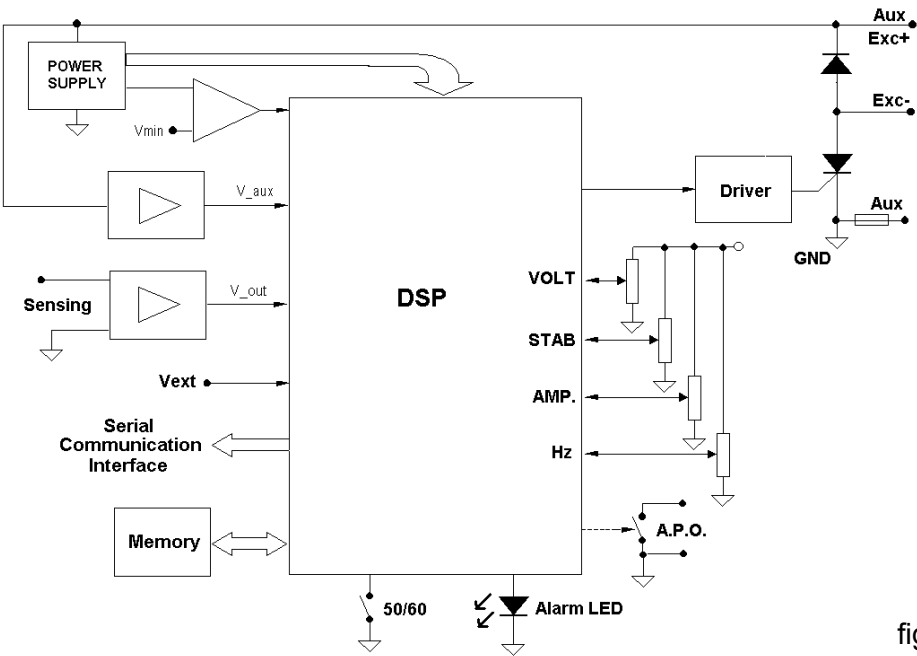 Aux
Exc+
POWER
SUPPLY
Exc-
Vmin
V_aux
Driver
Aux
GND
VOLT
V_out
DSP
Sensing
STAB
Vext
AMP.
Serial
Communication
Interface
Hz
A.P.O.
Memory
50/60
Alarm LED
fig